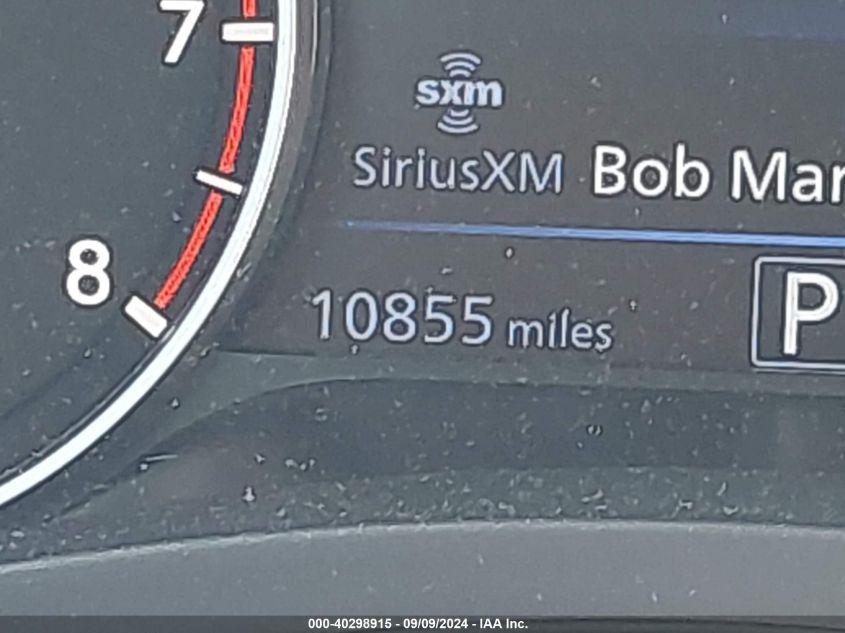 7
sxm
SiriusXM Bob Mar
8
10855 miles
P
000-40298915 - 09/09/2024 - IAA Inc.